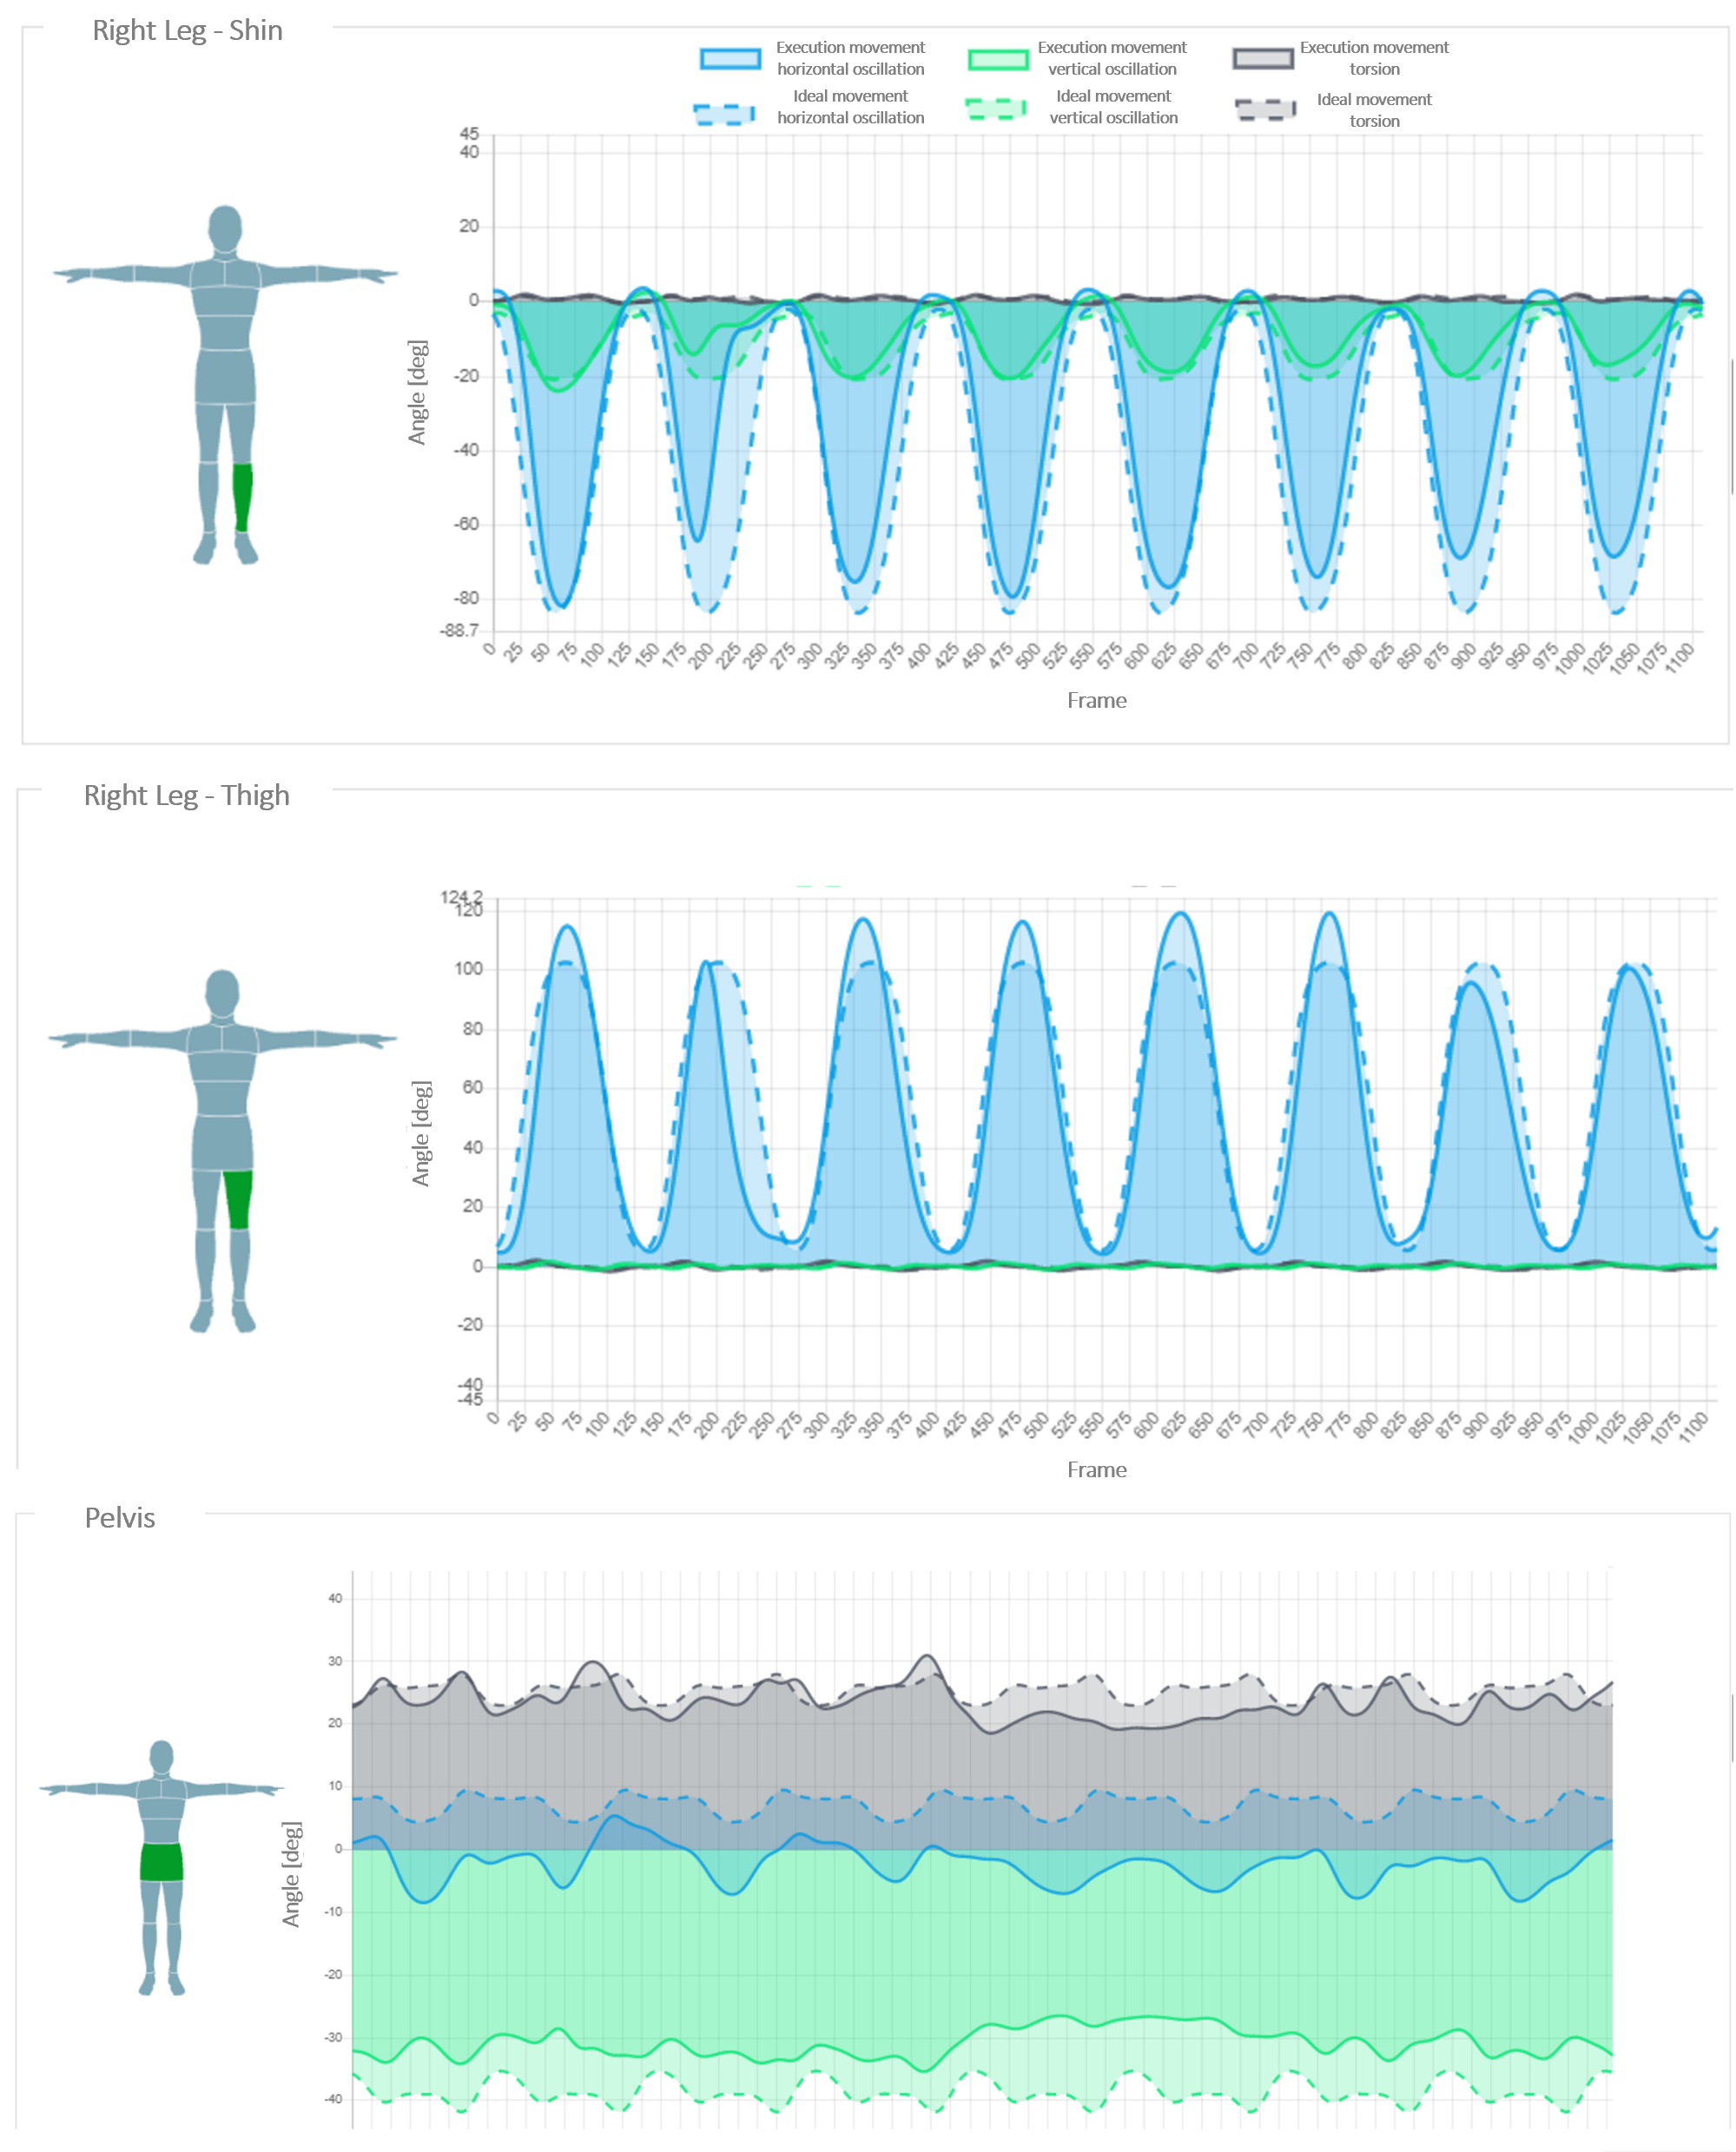 Right Leg - Shin
Execution movement
horizontal oscillation
Execution movement
vertical oscillation
Execution movement
torsion
Ideal movement
horizontal oscillation
Ideal movement
vertical oscillation
Ideal movement
torsion
45
40
20
0
-20
-40
-60
-80
-88.7
Angle [deg]
0 25 50 75 100 125 150 175 200 225 250 275 300 325 350 375 400 425 450 475 500 525 550 575 600 625 650 675 700 725 750 775 800 825 850 875 900 925 950 975 1000 1025 1050 1075 1100
Frame
Right Leg - Thigh
124.2
120
100
80
60
40
20
0
-20
-40
-45
Angle [deg]
0 25 50 75 100 125 150 175 200 225 250 275 300 325 350 375 400 425 450 475 500 525 550 575 600 625 650 675 700 725 750 775 800 825 850 875 900 925 950 975 1000 1025 1050 1075 1100
Frame
Pelvis
40
30
20
10
0
-10
-20
-30
-40
Angle [deg]